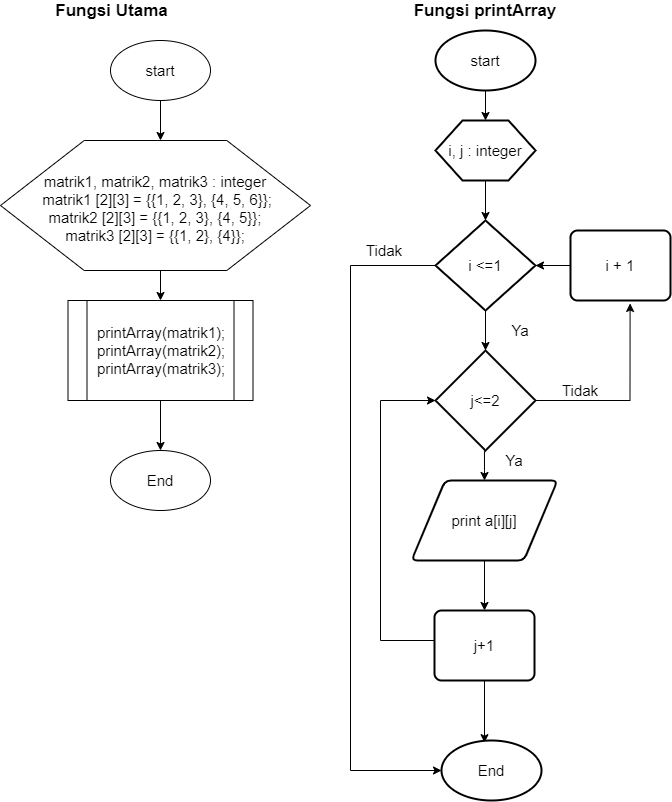 Fungsi Utama
start
matrik1, matrik2, matrik3 : integer
matrik1 [2][3] = {{1, 2, 3}, {4, 5, 6}};
matrik2 [2][3] = {{1, 2, 3}, {4, 5}};
matrik3 [2][3] = {{1, 2}, {4}};
printArray(matrik1);
printArray(matrik2);
printArray(matrik3);
End
Fungsi printArray
start
i, j : integer
Tidak
i <=1
i + 1
Ya
j<=2
Tidak
Ya
print a[i][j]
j+1
End